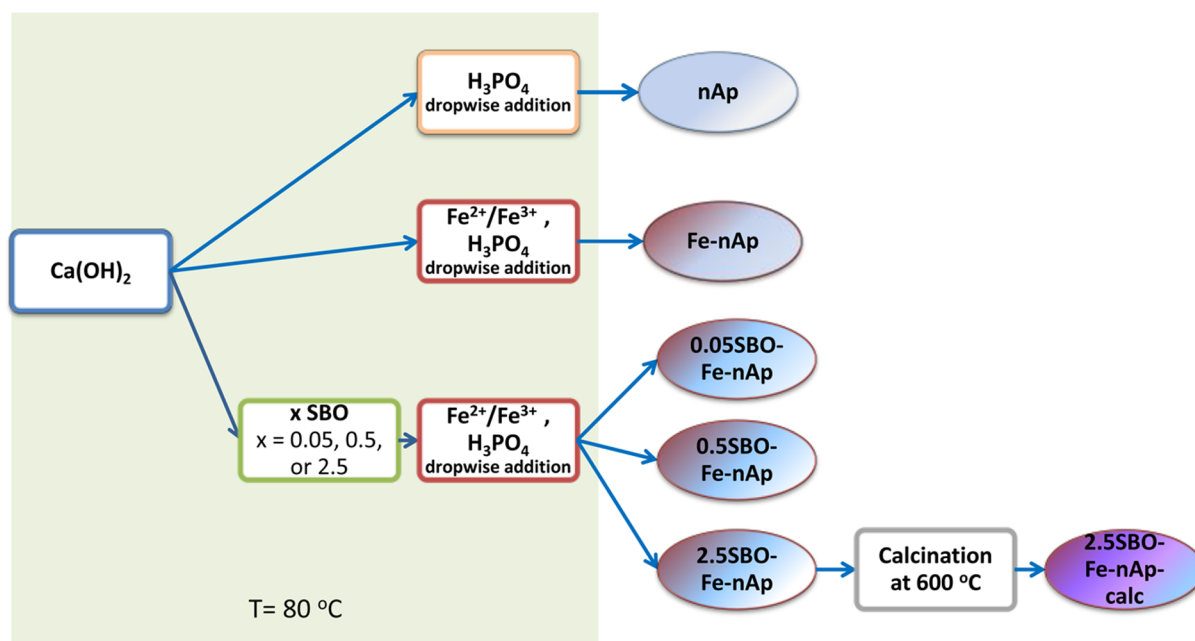 H₃PO₄
dropwise addition
nAp
Fe²⁺/Fe³⁺ ,
H₃PO₄
dropwise addition
Fe-nAp
Ca(OH)₂
x SBO
x = 0.05, 0.5,
or 2.5
Fe²⁺/Fe³⁺ ,
H₃PO₄
dropwise addition
0.05SBO-
Fe-nAp
0.5SBO-
Fe-nAp
2.5SBO-
Fe-nAp
Calcination
at 600 ºC
2.5SBO-
Fe-nAp-
calc
T= 80 ºC